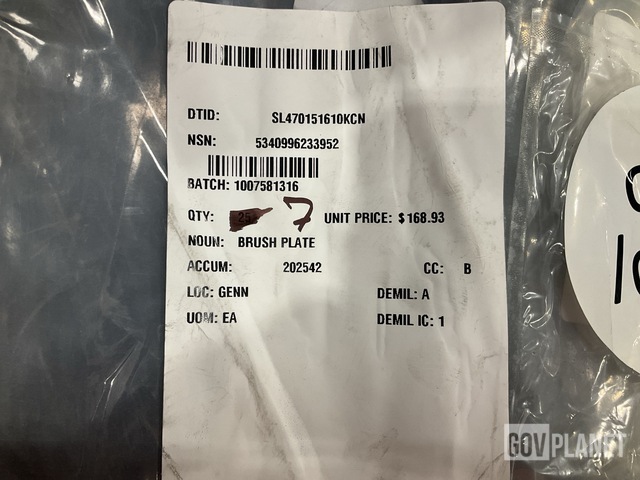 DTID: SL470151610KCN
NSN: 5340996233952
BATCH: 1007581316
QTY: 7 UNIT PRICE: $168.93
NOUN: BRUSH PLATE
ACCUM: 202542 CC: B
LOC: GENN DEMIL: A
UOM: EA DEMIL IC: 1
GOVPLANET